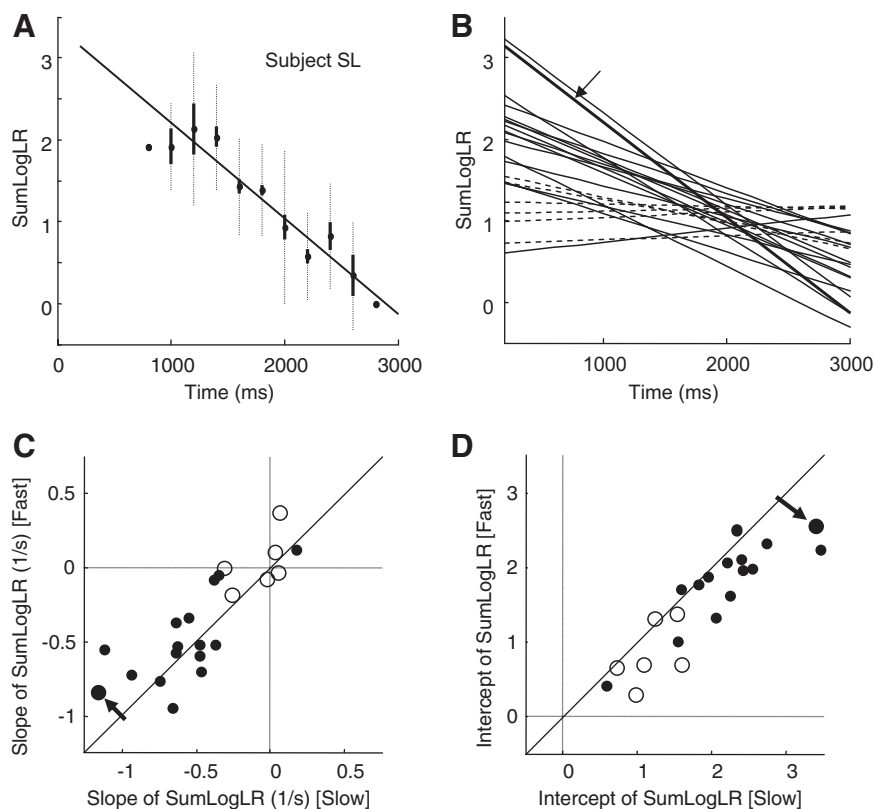 A
Subject SL
SumLogLR
3
2
1
0
0
1000
2000
3000
Time (ms)
B
SumLogLR
3
2
1
0
1000
2000
3000
Time (ms)
C
Slope of SumLogLR (1/s) [Fast]
0.5
0
-0.5
-1
-1
-0.5
0
0.5
Slope of SumLogLR (1/s) [Slow]
D
Intercept of SumLogLR [Fast]
3
2
1
0
0
1
2
3
Intercept of SumLogLR [Slow]